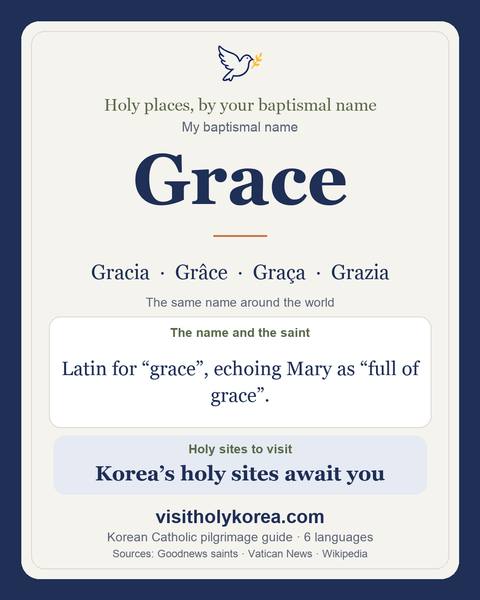 Holy places, by your baptismal name
My baptismal name
Grace
Gracia · Grâce · Graça · Grazia
The same name around the world
The name and the saint
Latin for “grace”, echoing Mary as “full of
grace”.
Holy sites to visit
Korea’s holy sites await you
visitholykorea.com
Korean Catholic pilgrimage guide · 6 languages
Sources: Goodnews saints · Vatican News · Wikipedia